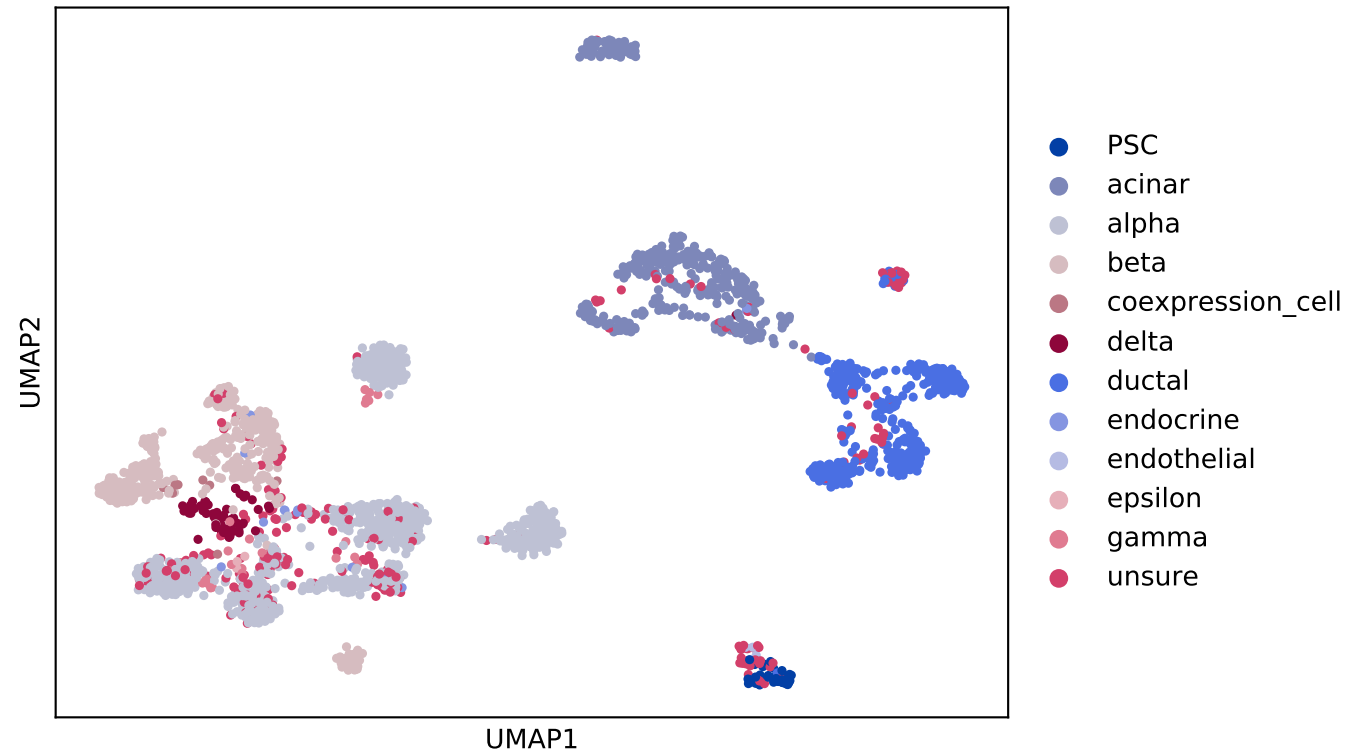 UMAP2
UMAP1
PSC
acinar
alpha
beta
coexpression_cell
delta
ductal
endocrine
endothelial
epsilon
gamma
unsure